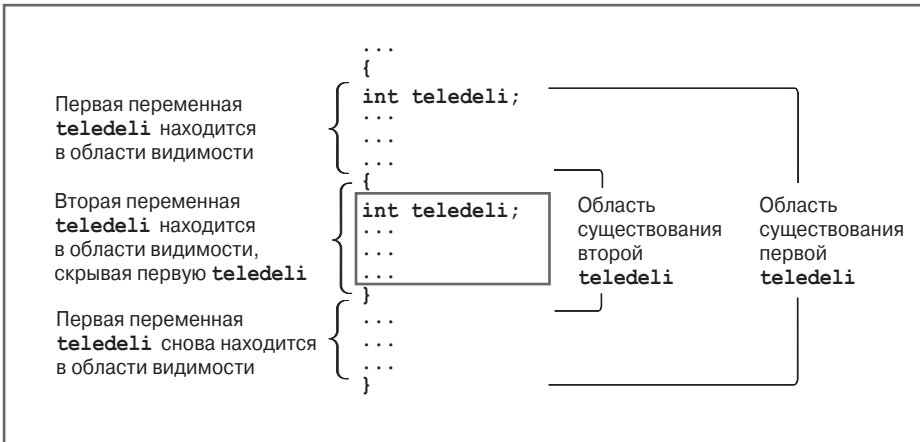 ...
{
int teledeli;
...
...
...
{
int teledeli;
...
...
...
}
...
...
...
}
Первая переменная
teledeli находится
в области видимости
Вторая переменная
teledeli находится
в области видимости,
скрывая первую teledeli
Первая переменная
teledeli снова находится
в области видимости
Область
существования
второй
teledeli
Область
существования
первой
teledeli